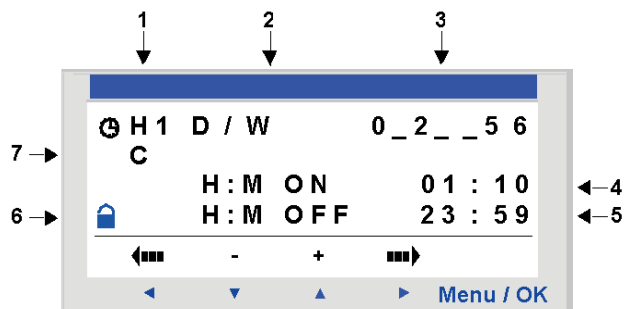 1 2 3
H1 D / W 0_2__56
7 C
H:M ON 01 : 10 4
6 H:M OFF 23 : 59 5
- +
Menu / OK